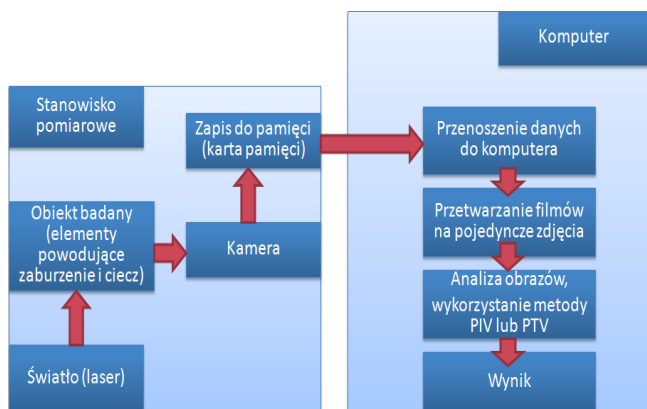 Stanowisko
pomiarowe
Światło (laser)
Obiekt badany
(elementy
powodujące
zaburzenie i ciecz)
Kamera
Zapis do pamięci
(karta pamięci)
Komputer
Przenoszenie danych
do komputera
Przetwarzanie filmów
na pojedyncze zdjęcia
Analiza obrazów,
wykorzystanie metody
PIV lub PTV
Wynik